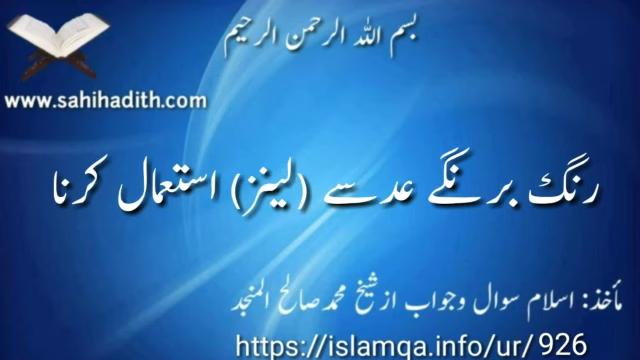 بسم اللہ الرحمن الرحیم
www.sahihadith.com
رنگ برنگے عدسے (لینز) استعمال کرنا
مأخذ: اسلام سوال وجواب از شیخ محمد صالح المنجد
https://islamqa.info/ur/926